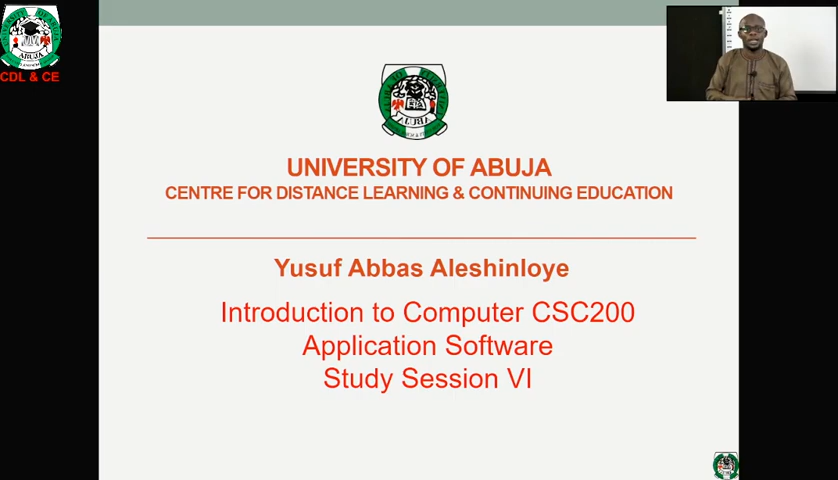 CDL & CE
ABUJA
UNIVERSITY OF ABUJA
CENTRE FOR DISTANCE LEARNING & CONTINUING EDUCATION
Yusuf Abbas Aleshinloye
Introduction to Computer CSC200
Application Software
Study Session VI